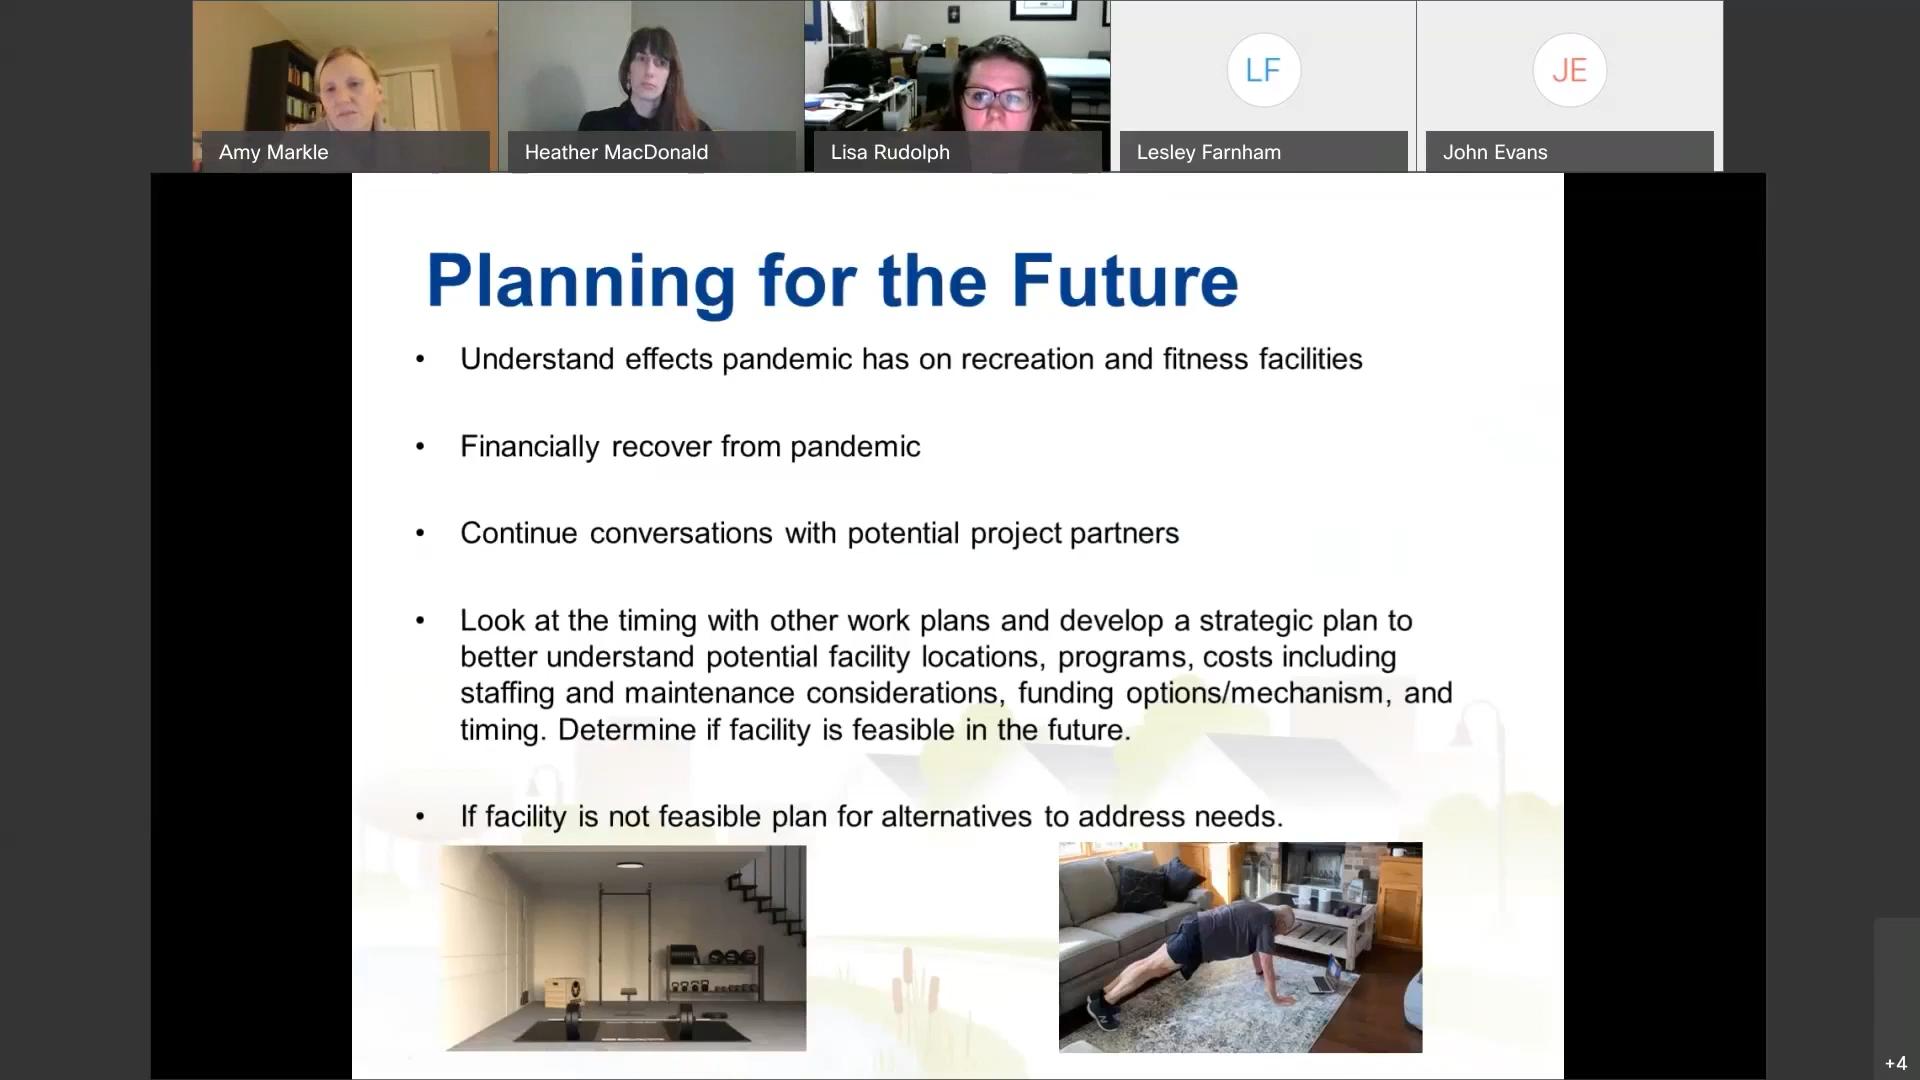 Amy Markle
Heather MacDonald
Lisa Rudolph
LF
Lesley Farnham
JE
John Evans
Planning for the Future
• Understand effects pandemic has on recreation and fitness facilities
• Financially recover from pandemic
• Continue conversations with potential project partners
• Look at the timing with other work plans and develop a strategic plan to
better understand potential facility locations, programs, costs including
staffing and maintenance considerations, funding options/mechanism, and
timing. Determine if facility is feasible in the future.
• If facility is not feasible plan for alternatives to address needs.
+4